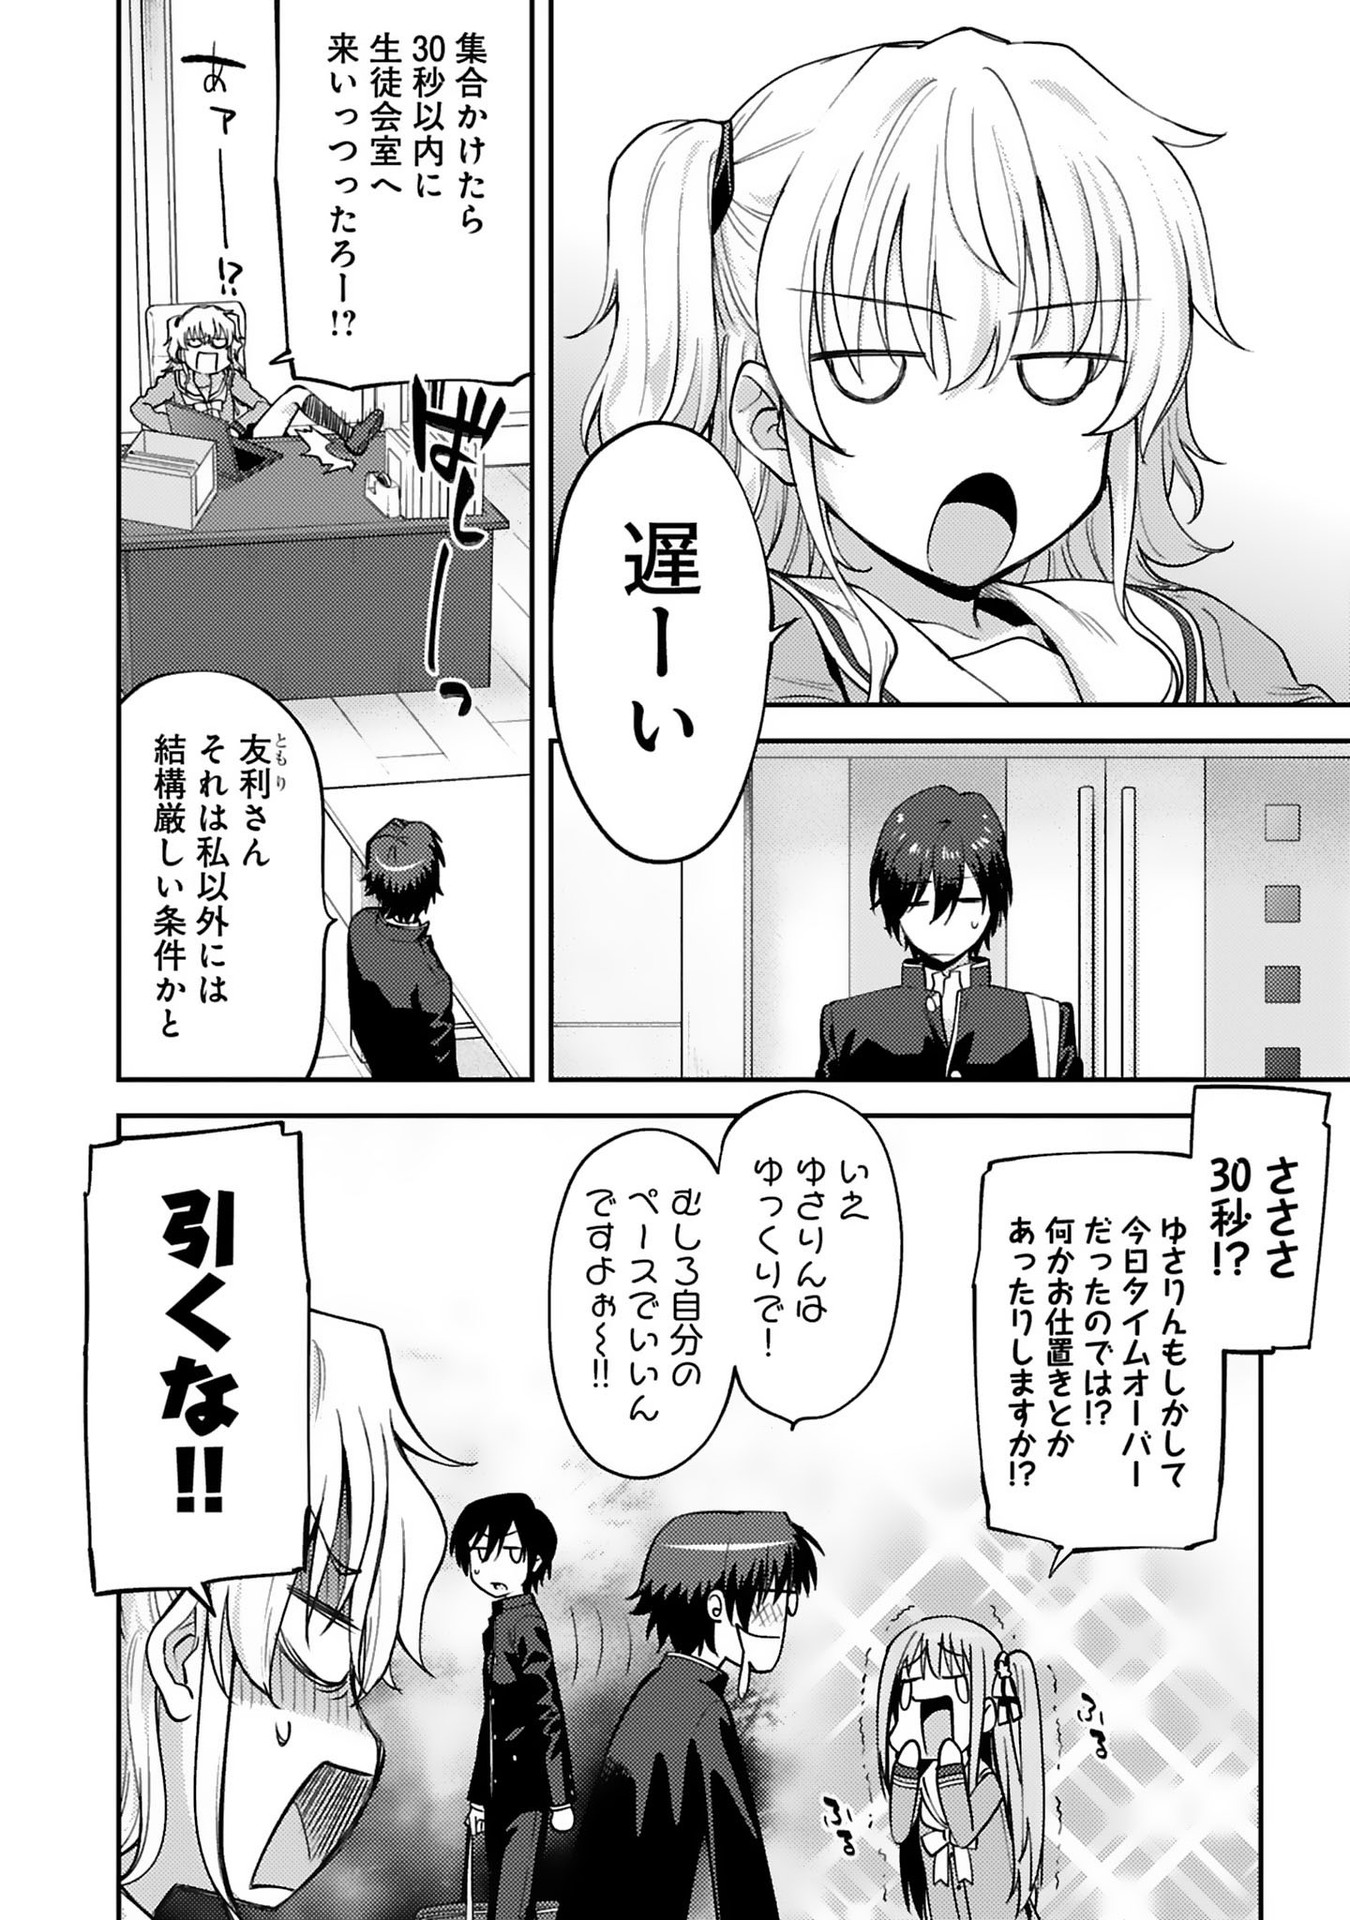 遅ーい
集合かけたら
30秒以内に
生徒会室へ
来いっつったろー!?
あァーーー!?
ばーーんっ
友利さん
ともり
それは私以外には
結構厳しい条件かと
さささ
30秒!?
ゆさりんもしかして
今日タイムオーバー
だったのでは!?
何かお仕置きとか
あったりしますか!?
いえ
ゆさりんは
ゆっくりで!
むしろ自分の
ペースでいいん
ですよぉ〜!!
ふる
ふる
引くな!!